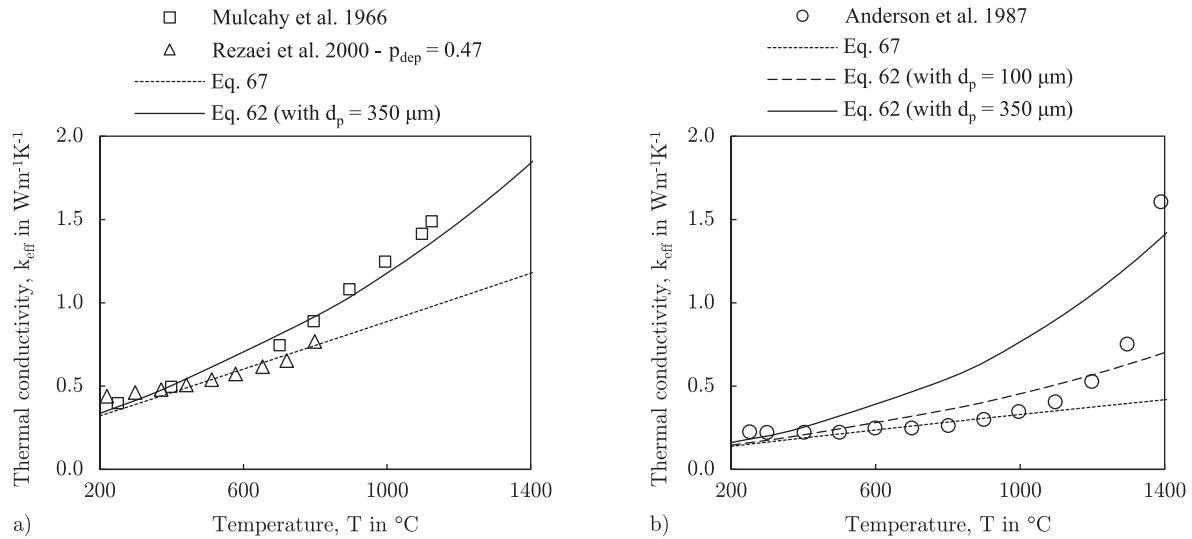 Mulcahy et al. 1966
Rezaei et al. 2000 - p_dep = 0.47
Eq. 67
Eq. 62 (with d_p = 350 µm)
Thermal conductivity, k_eff in Wm⁻¹K⁻¹
2.0
1.5
1.0
0.5
0.0
200 600 1000 1400
Temperature, T in °C
a)
Anderson et al. 1987
Eq. 67
Eq. 62 (with d_p = 100 µm)
Eq. 62 (with d_p = 350 µm)
Thermal conductivity, k_eff in Wm⁻¹K⁻¹
2.0
1.5
1.0
0.5
0.0
200 600 1000 1400
Temperature, T in °C
b)